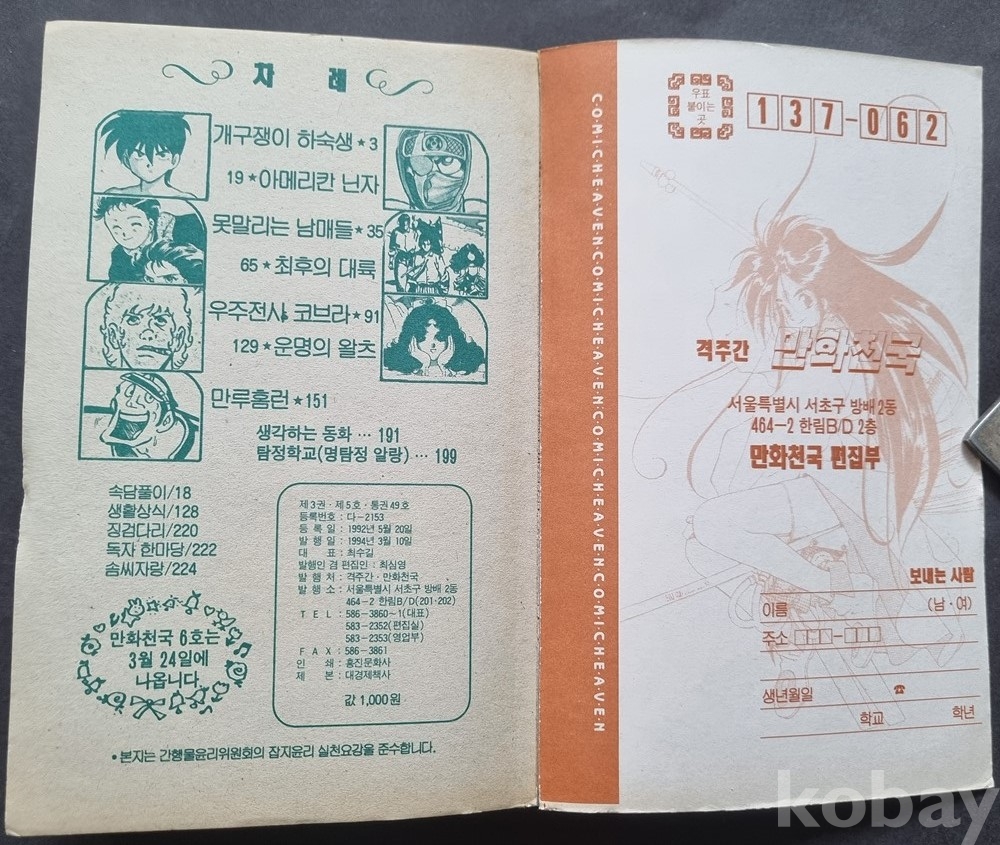 차 례
개구쟁이 하숙생★3
19★아메리칸 닌자
못말리는 남매들★35
65★최후의 대륙
우주전사 코브라★91
129★운명의 왈츠
만루홈런★151
생각하는 동화 … 191
탐정학교(명탐정 알랑) … 199
속담풀이/18
생활상식/128
징검다리/220
독자 한마당/222
솜씨자랑/224
만화천국 6호는
3월 24일에
나옵니다.
제3권·제5호·통권49호
등록번호 : 다-2153
등 록 일 : 1992년 5월 20일
발 행 일 : 1994년 3월 10일
대 표 : 최수길
발행인 겸 편집인 : 최심영
발 행 처 : 격주간·만화천국
발 행 소 : 서울특별시 서초구 방배 2동
464-2 한림B/D(201·202)
T E L : 586-3860~1(대표)
583-2352(편집실)
583-2353(영업부)
F A X : 586-3861
인 쇄 : 홍진문화사
제 본 : 대경제책사
값 1,000원
•본자는 간행물윤리위원회의 잡지윤리 실천요강을 준수합니다.
C·O·M·I·C·H·E·A·V·E·N·C·O·M·I·C·H·E·A·V·E·N·C·O·M·I·C·H·E·A·V·E·N·C·O·M·I·C·H·E·A·V·E·N
우표
붙이는
곳
137-062
격주간 만화천국
서울특별시 서초구 방배 2동
464-2 한림B/D 2층
만화천국 편집부
보내는 사람
이름 (남·여)
주소 □□□-□□□
생년월일 ☎
학교 학년
kobay